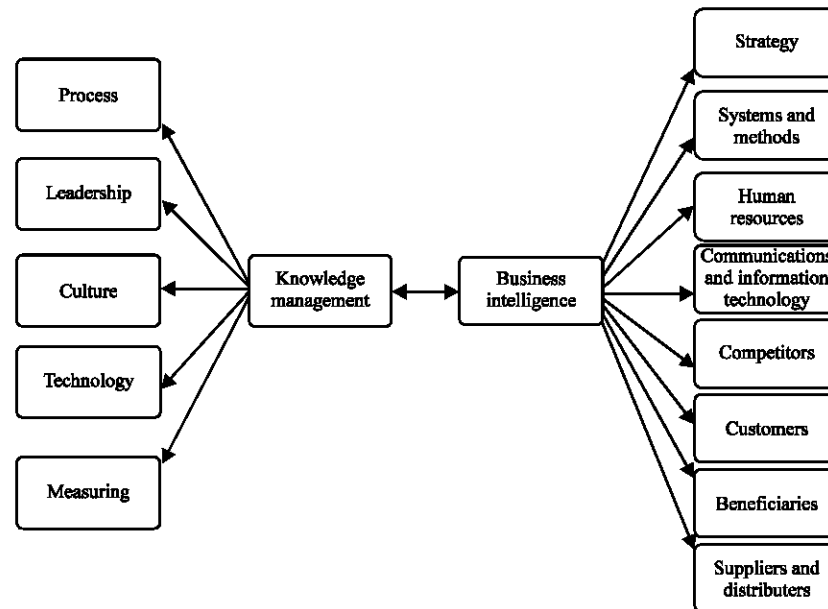 Process
Leadership
Culture
Technology
Measuring
Knowledge
management
Business
intelligence
Strategy
Systems and
methods
Human
resources
Communications
and information
technology
Competitors
Customers
Beneficiaries
Suppliers and
distributers